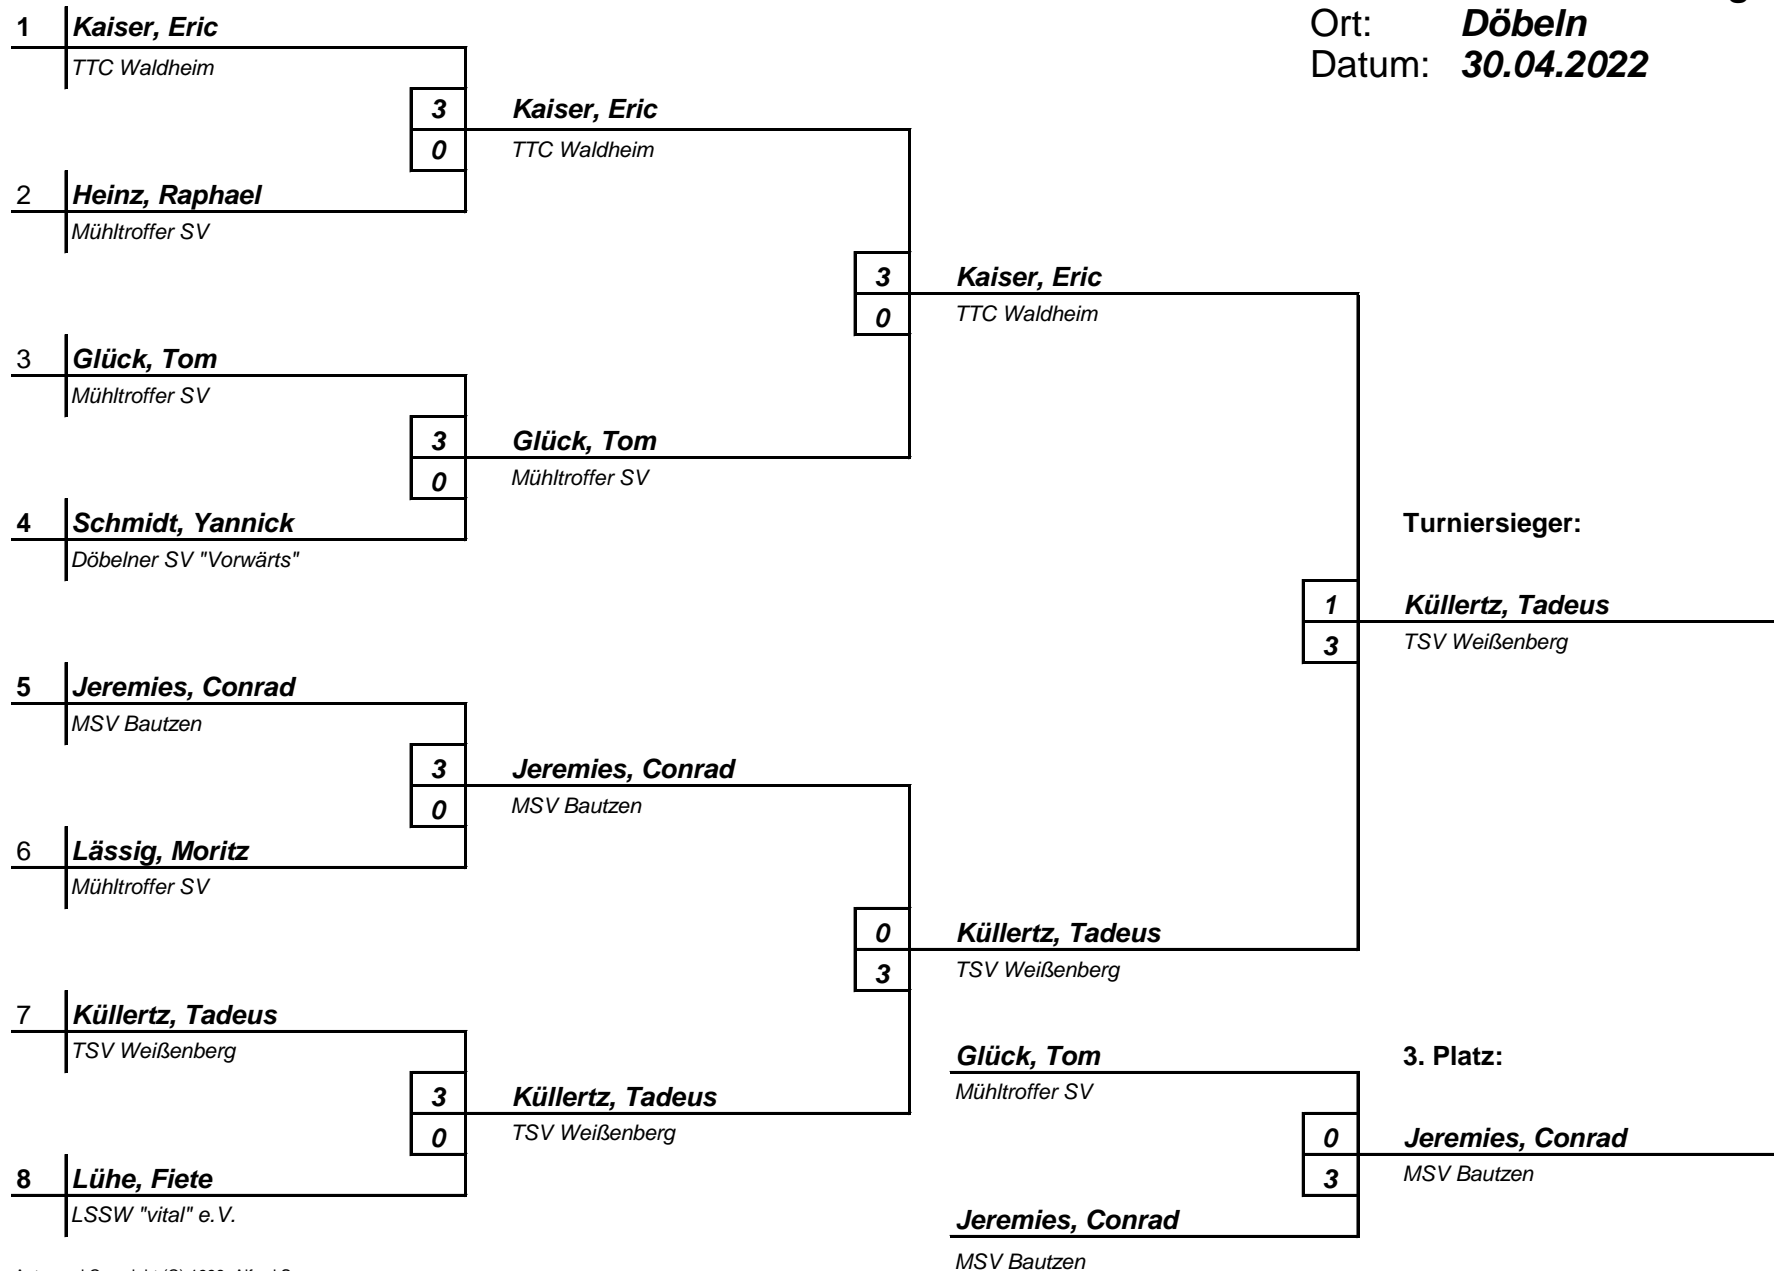 Ort: Döbeln
Datum: 30.04.2022
1 Kaiser, Eric
TTC Waldheim
3 Kaiser, Eric
0 TTC Waldheim
2 Heinz, Raphael
Mühltroffer SV
3 Kaiser, Eric
0 TTC Waldheim
3 Glück, Tom
Mühltroffer SV
3 Glück, Tom
0 Mühltroffer SV
4 Schmidt, Yannick
Döbelner SV "Vorwärts"
Turniersieger:
1 Küllertz, Tadeus
3 TSV Weißenberg
5 Jeremies, Conrad
MSV Bautzen
3 Jeremies, Conrad
0 MSV Bautzen
6 Lässig, Moritz
Mühltroffer SV
0 Küllertz, Tadeus
3 TSV Weißenberg
7 Küllertz, Tadeus
TSV Weißenberg
3 Küllertz, Tadeus
0 TSV Weißenberg
8 Lühe, Fiete
LSSW "vital" e.V.
Glück, Tom
Mühltroffer SV
3. Platz:
0 Jeremies, Conrad
3 MSV Bautzen
Jeremies, Conrad
MSV Bautzen